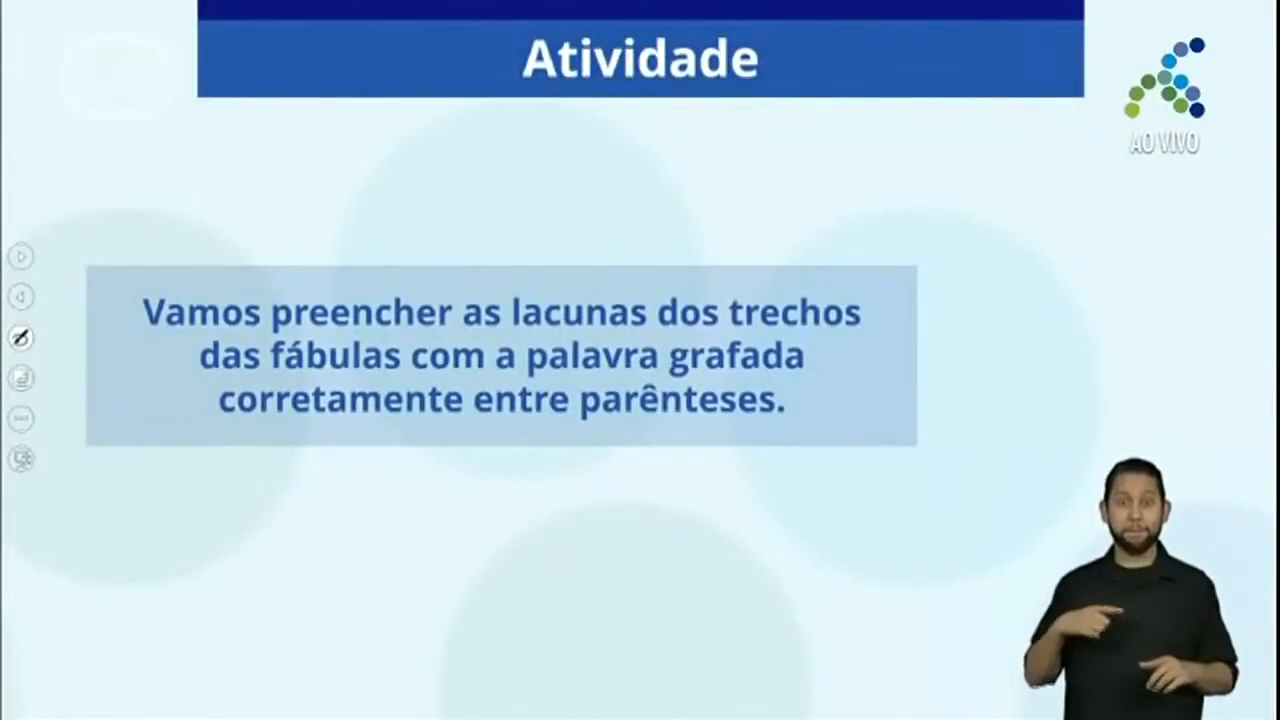 Atividade
AO VIVO
Vamos preencher as lacunas dos trechos
das fábulas com a palavra grafada
corretamente entre parênteses.